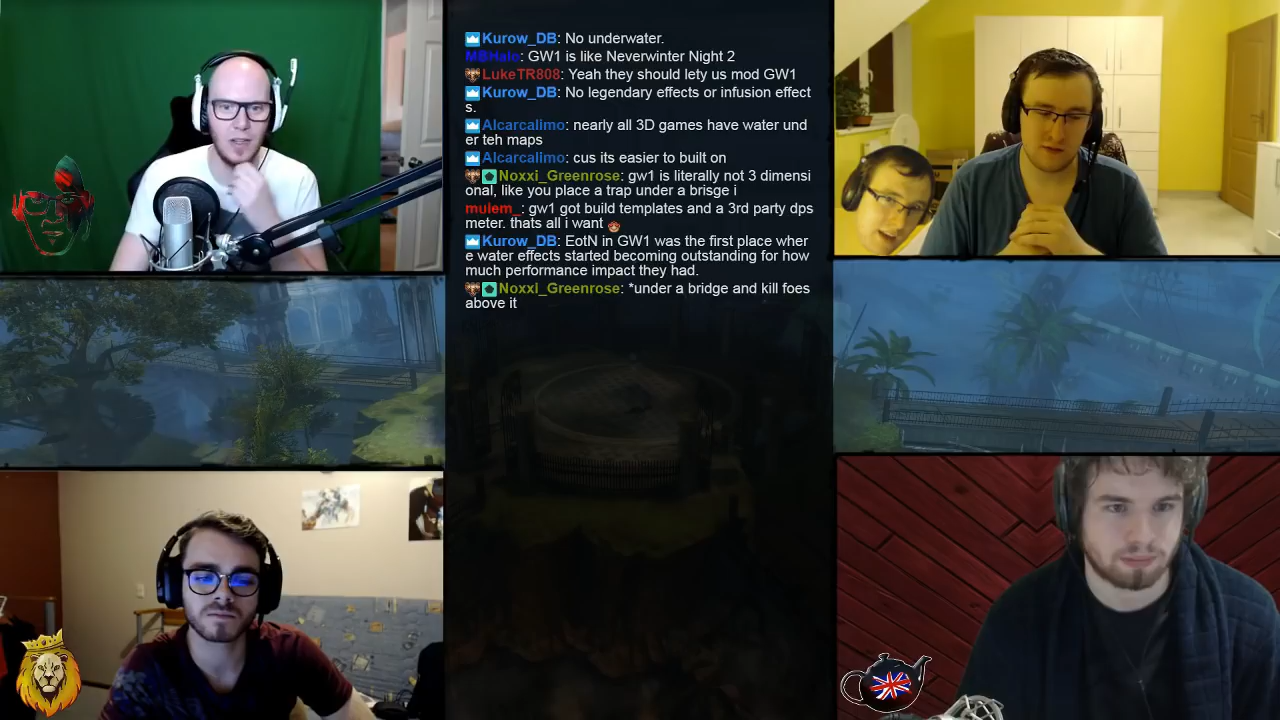 Kurow_DB: No underwater.
MBHalo: GW1 is like Neverwinter Night 2
LukeTR808: Yeah they should lety us mod GW1
Kurow_DB: No legendary effects or infusion effect
s.
Alcarcalimo: nearly all 3D games have water und
er teh maps
Alcarcalimo: cus its easier to built on
Noxxi_Greenrose: gw1 is literally not 3 dimensi
onal, like you place a trap under a brisge i
mulem_: gw1 got build templates and a 3rd party dps
meter. thats all i want
Kurow_DB: EotN in GW1 was the first place wher
e water effects started becoming outstanding for how
much performance impact they had.
Noxxi_Greenrose: *under a bridge and kill foes
above it